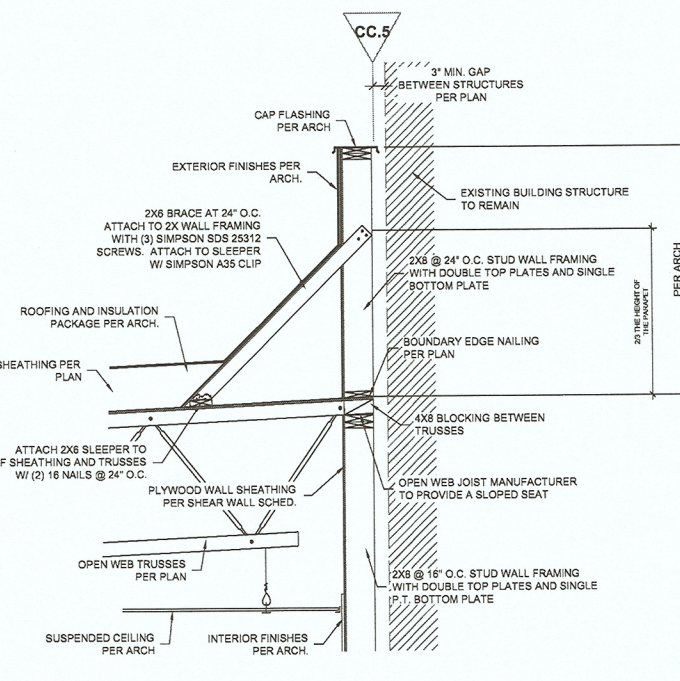 CC.5
3" MIN. GAP
BETWEEN STRUCTURES
PER PLAN
CAP FLASHING
PER ARCH
EXTERIOR FINISHES PER
ARCH.
EXISTING BUILDING STRUCTURE
TO REMAIN
2X6 BRACE AT 24" O.C.
ATTACH TO 2X WALL FRAMING
WITH (3) SIMPSON SDS 25312
SCREWS. ATTACH TO SLEEPER
W/ SIMPSON A35 CLIP
2X8 @ 24" O.C. STUD WALL FRAMING
WITH DOUBLE TOP PLATES AND SINGLE
BOTTOM PLATE
PER ARCH
2/3 THE HEIGHT OF
THE PARAPET
ROOFING AND INSULATION
PACKAGE PER ARCH.
BOUNDARY EDGE NAILING
PER PLAN
SHEATHING PER
PLAN
4X8 BLOCKING BETWEEN
TRUSSES
ATTACH 2X6 SLEEPER TO
F SHEATHING AND TRUSSES
W/ (2) 16 NAILS @ 24" O.C.
OPEN WEB JOIST MANUFACTURER
TO PROVIDE A SLOPED SEAT
PLYWOOD WALL SHEATHING
PER SHEAR WALL SCHED.
OPEN WEB TRUSSES
PER PLAN
2X8 @ 16" O.C. STUD WALL FRAMING
WITH DOUBLE TOP PLATES AND SINGLE
P.T. BOTTOM PLATE
SUSPENDED CEILING
PER ARCH
INTERIOR FINISHES
PER ARCH.